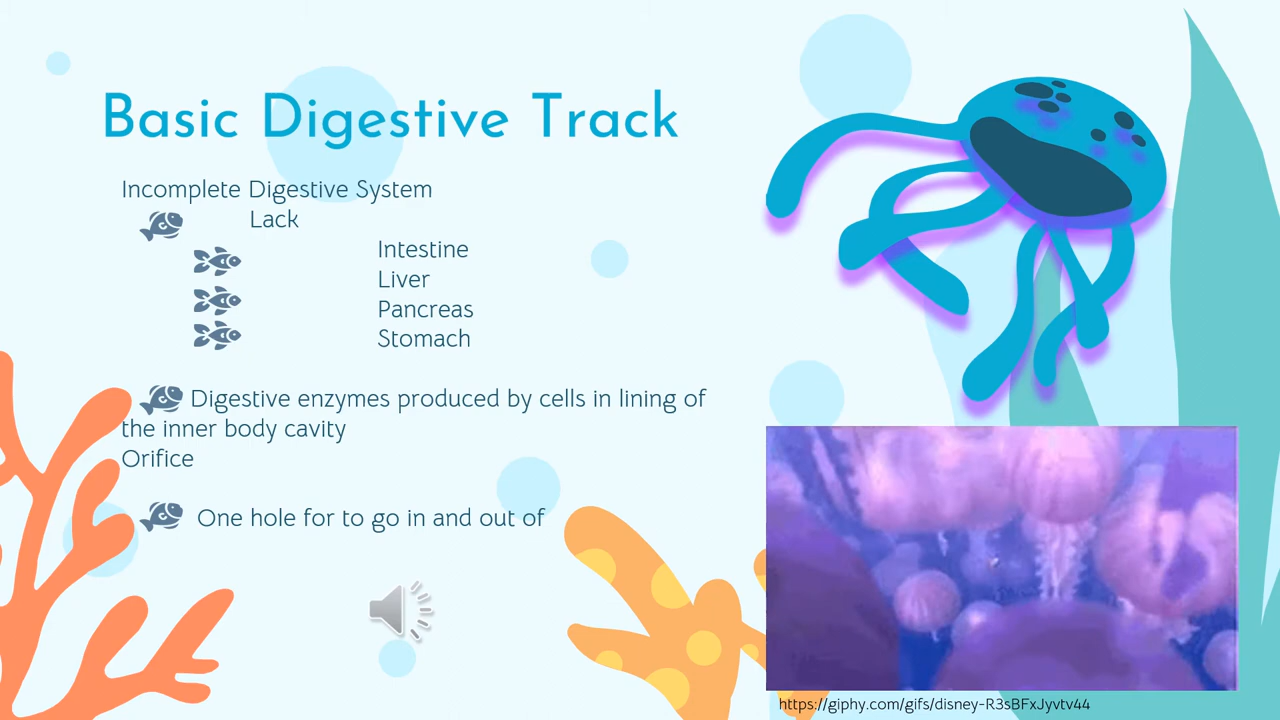 Basic Digestive Track
Incomplete Digestive System
Lack
Intestine
Liver
Pancreas
Stomach
Digestive enzymes produced by cells in lining of
the inner body cavity
Orifice
One hole for to go in and out of
https://giphy.com/gifs/disney-R3sBFxJyvtv44